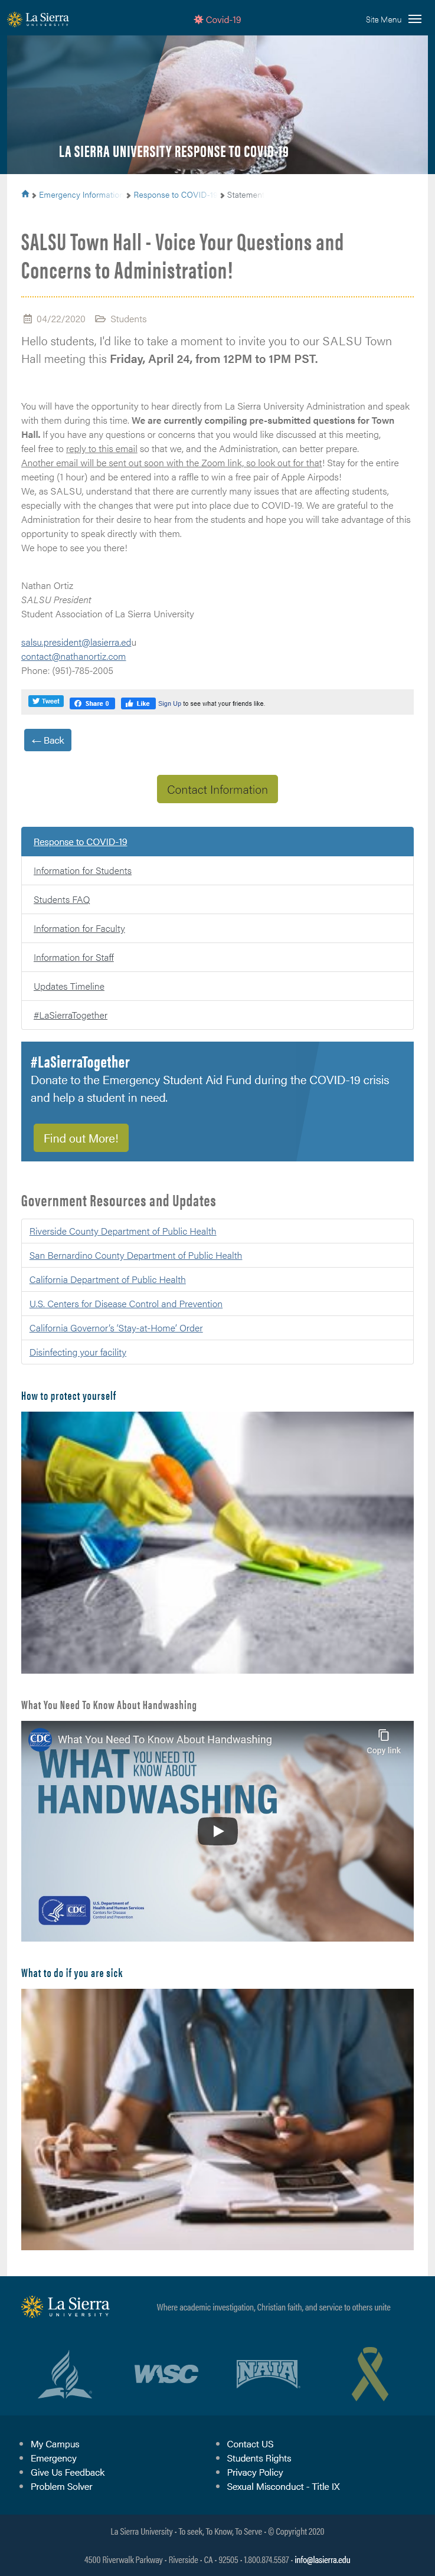 La Sierra
UNIVERSITY
Covid-19
Site Menu
LA SIERRA UNIVERSITY RESPONSE TO COVID-19
Emergency Information Response to COVID-19 Statement
SALSU Town Hall - Voice Your Questions and
Concerns to Administration!
04/22/2020 Students
Hello students, I'd like to take a moment to invite you to our SALSU Town
Hall meeting this Friday, April 24, from 12PM to 1PM PST.
You will have the opportunity to hear directly from La Sierra University Administration and speak
with them during this time. We are currently compiling pre-submitted questions for Town
Hall. If you have any questions or concerns that you would like discussed at this meeting,
feel free to reply to this email so that we, and the Administration, can better prepare.
Another email will be sent out soon with the Zoom link, so look out for that! Stay for the entire
meeting (1 hour) and be entered into a raffle to win a free pair of Apple Airpods!
We, as SALSU, understand that there are currently many issues that are affecting students,
especially with the changes that were put into place due to COVID-19. We are grateful to the
Administration for their desire to hear from the students and hope you will take advantage of this
opportunity to speak directly with them.
We hope to see you there!
Nathan Ortiz
SALSU President
Student Association of La Sierra University
salsu.president@lasierra.edu
contact@nathanortiz.com
Phone: (951)-785-2005
Tweet
Share 0
Like
Sign Up to see what your friends like.
← Back
Contact Information
Response to COVID-19
Information for Students
Students FAQ
Information for Faculty
Information for Staff
Updates Timeline
#LaSierraTogether
#LaSierraTogether
Donate to the Emergency Student Aid Fund during the COVID-19 crisis
and help a student in need.
Find out More!
Government Resources and Updates
Riverside County Department of Public Health
San Bernardino County Department of Public Health
California Department of Public Health
U.S. Centers for Disease Control and Prevention
California Governor's 'Stay-at-Home' Order
Disinfecting your facility
How to protect yourself
What You Need To Know About Handwashing
CDC
What You Need To Know About Handwashing
Copy link
WHAT YOU NEED TO KNOW ABOUT
HANDWASHING
CDC
U.S. Department of
Health and Human Services
Centers for Disease
Control and Prevention
What to do if you are sick
La Sierra
UNIVERSITY
Where academic investigation, Christian faith, and service to others unite
WASC
NAIA
My Campus
Emergency
Give Us Feedback
Problem Solver
Contact US
Students Rights
Privacy Policy
Sexual Misconduct - Title IX
La Sierra University - To seek, To Know, To Serve - © Copyright 2020
4500 Riverwalk Parkway - Riverside - CA - 92505 - 1.800.874.5587 - info@lasierra.edu